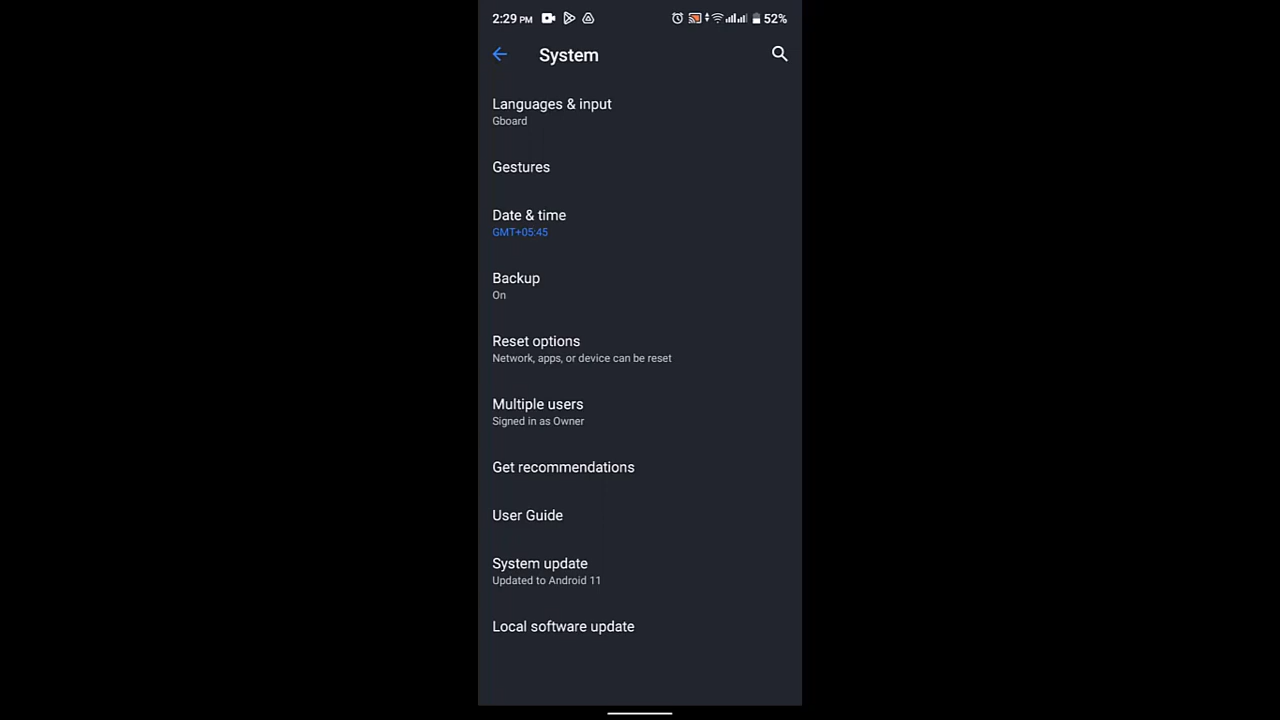 2:29 PM 52%
System
Languages & input
Gboard
Gestures
Date & time
GMT+05:45
Backup
On
Reset options
Network, apps, or device can be reset
Multiple users
Signed in as Owner
Get recommendations
User Guide
System update
Updated to Android 11
Local software update